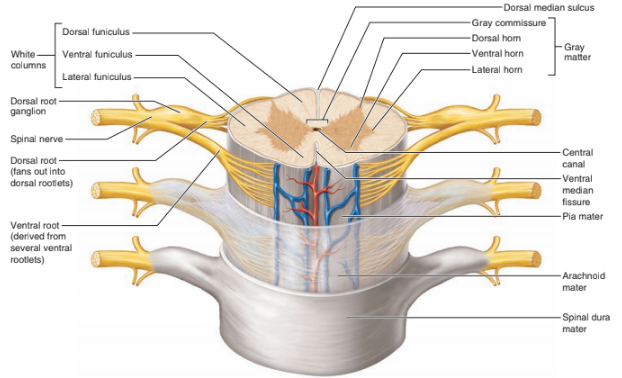 Dorsal median sulcus
Gray commissure
Dorsal horn
Ventral horn
Lateral horn
Gray
matter
Dorsal funiculus
Ventral funiculus
Lateral funiculus
White
columns
Dorsal root
ganglion
Spinal nerve
Dorsal root
(fans out into
dorsal rootlets)
Ventral root
(derived from
several ventral
rootlets)
Central
canal
Ventral
median
fissure
Pia mater
Arachnoid
mater
Spinal dura
mater